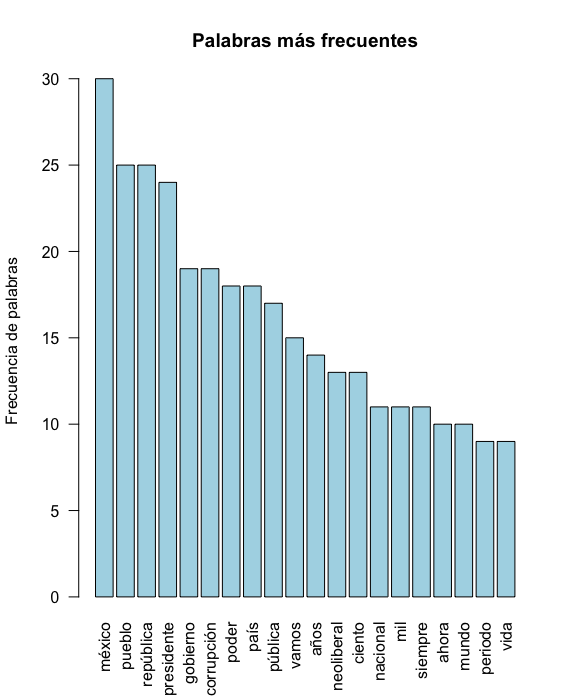 Palabras más frecuentes
Frecuencia de palabras
30
25
20
15
10
5
0
méxico
pueblo
república
presidente
gobierno
corrupción
poder
país
pública
vamos
años
neoliberal
ciento
nacional
mil
siempre
ahora
mundo
periodo
vida